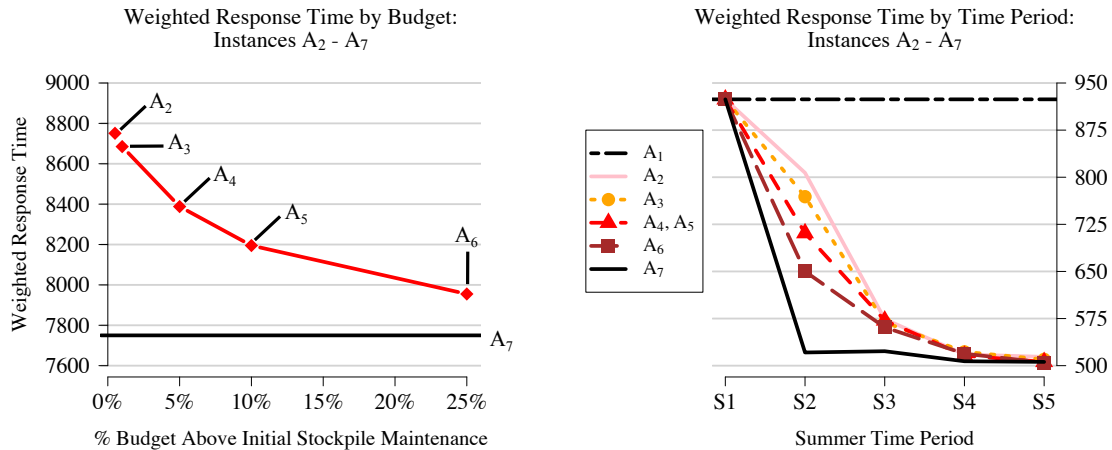 Weighted Response Time by Budget:
Instances A₂ - A₇
9000
8800
8600
8400
8200
8000
7800
7600
Weighted Response Time
A₂
A₃
A₄
A₅
A₆
A₇
0%
5%
10%
15%
20%
25%
% Budget Above Initial Stockpile Maintenance
Weighted Response Time by Time Period:
Instances A₂ - A₇
A₁
A₂
A₃
A₄, A₅
A₆
A₇
950
875
800
725
650
575
500
S1
S2
S3
S4
S5
Summer Time Period